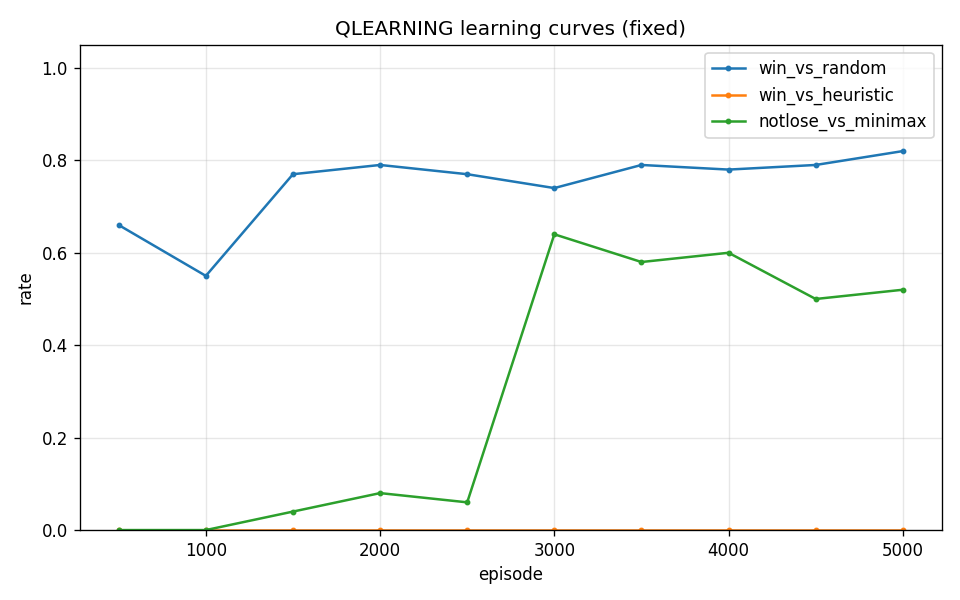 QLEARNING learning curves (fixed)
win_vs_random
win_vs_heuristic
notlose_vs_minimax
rate
1.0
0.8
0.6
0.4
0.2
0.0
1000 2000 3000 4000 5000
episode